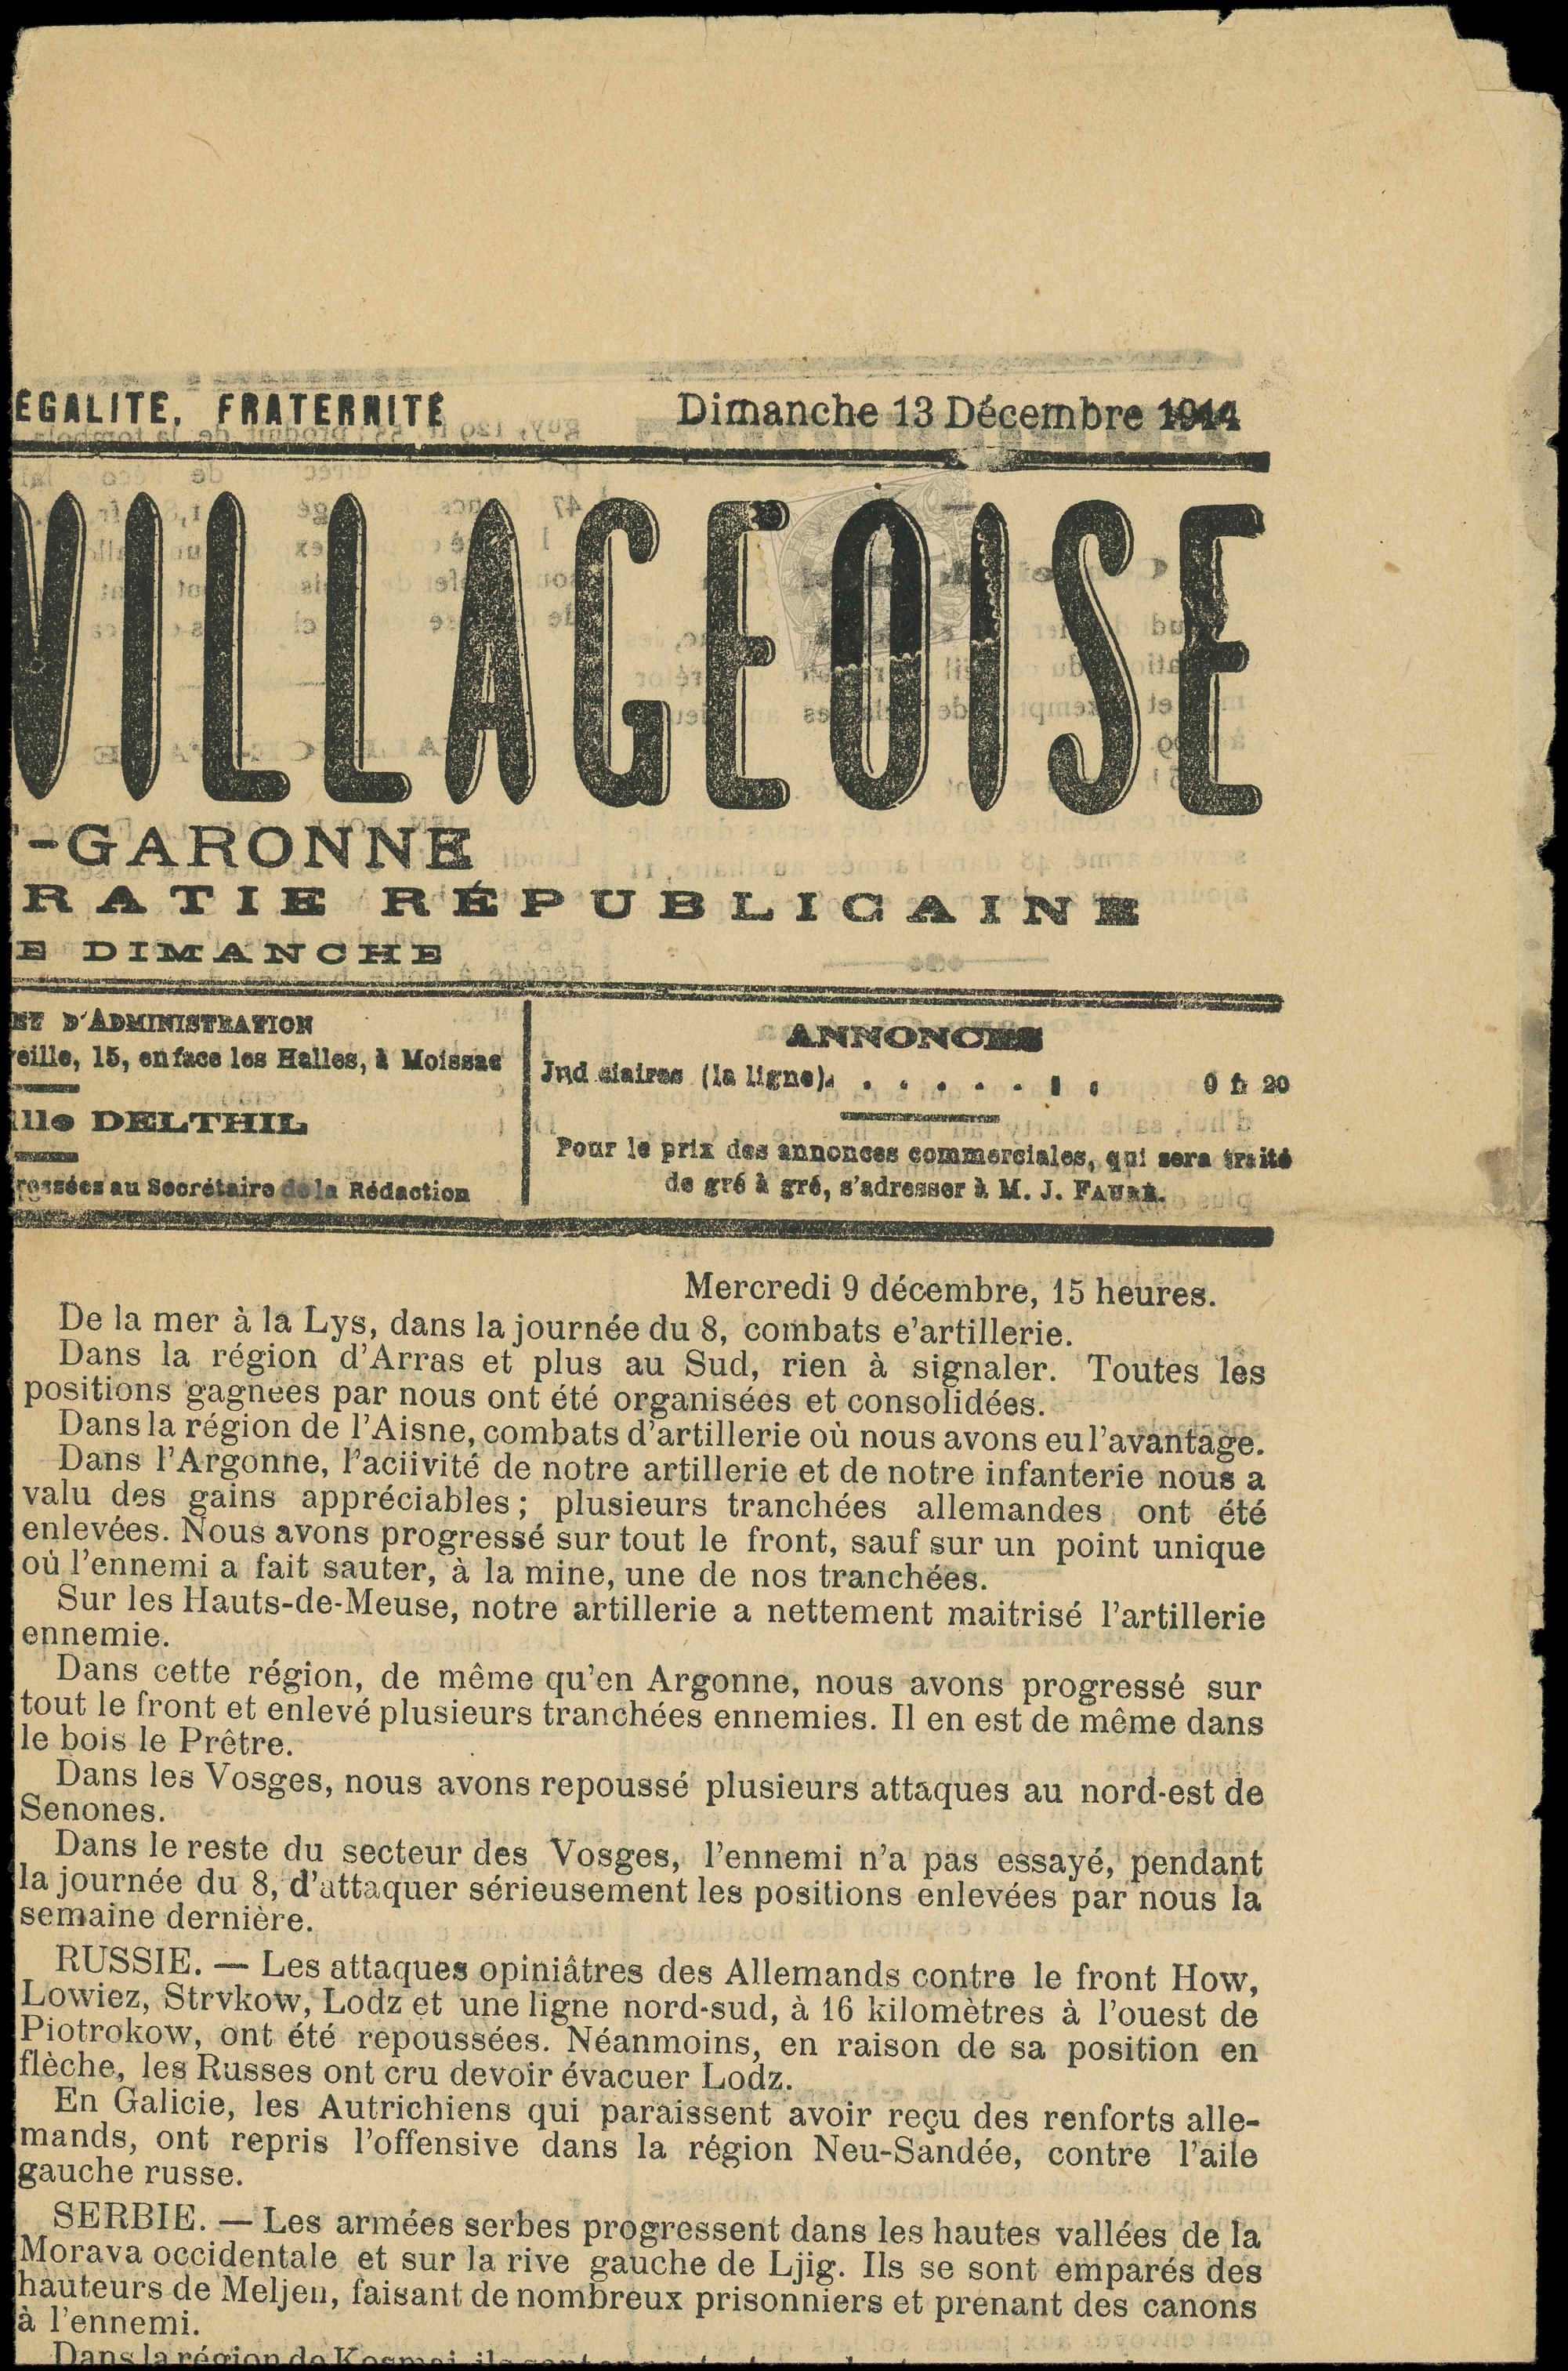 ÉGALITE, FRATERNITÉ Dimanche 13 Décembre 1914
VILLAGEOISE
-GARONNE
RATIE RÉPUBLICAINE
E DIMANCHE
ET D'ADMINISTRATION
eille, 15, en face les Halles, à Moissac
ille DELTHIL
ressées au Secrétaire de la Rédaction
ANNONCES
Judiciaires (la ligne). . . . . . . . 0 fr 20
Pour le prix des annonces commerciales, qui sera traité
de gré à gré, s'adresser à M. J. FAURE.
Mercredi 9 décembre, 15 heures.
De la mer à la Lys, dans la journée du 8, combats e'artillerie.
Dans la région d'Arras et plus au Sud, rien à signaler. Toutes les
positions gagnées par nous ont été organisées et consolidées.
Dans la région de l'Aisne, combats d'artillerie où nous avons eu l'avantage.
Dans l'Argonne, l'aciivité de notre artillerie et de notre infanterie nous a
valu des gains appréciables ; plusieurs tranchées allemandes ont été
enlevées. Nous avons progressé sur tout le front, sauf sur un point unique
où l'ennemi a fait sauter, à la mine, une de nos tranchées.
Sur les Hauts-de-Meuse, notre artillerie a nettement maitrisé l'artillerie
ennemie.
Dans cette région, de même qu'en Argonne, nous avons progressé sur
tout le front et enlevé plusieurs tranchées ennemies. Il en est de même dans
le bois le Prêtre.
Dans les Vosges, nous avons repoussé plusieurs attaques au nord-est de
Senones.
Dans le reste du secteur des Vosges, l'ennemi n'a pas essayé, pendant
la journée du 8, d'attaquer sérieusement les positions enlevées par nous la
semaine dernière.
RUSSIE. — Les attaques opiniâtres des Allemands contre le front How,
Lowiez, Strvkow, Lodz et une ligne nord-sud, à 16 kilomètres à l'ouest de
Piotrokow, ont été repoussées. Néanmoins, en raison de sa position en
flèche, les Russes ont cru devoir évacuer Lodz.
En Galicie, les Autrichiens qui paraissent avoir reçu des renforts alle-
mands, ont repris l'offensive dans la région Neu-Sandée, contre l'aile
gauche russe.
SERBIE. — Les armées serbes progressent dans les hautes vallées de la
Morava occidentale et sur la rive gauche de Ljig. Ils se sont emparés des
hauteurs de Meljen, faisant de nombreux prisonniers et prenant des canons
à l'ennemi.
Dans la région de Kosmai, ils